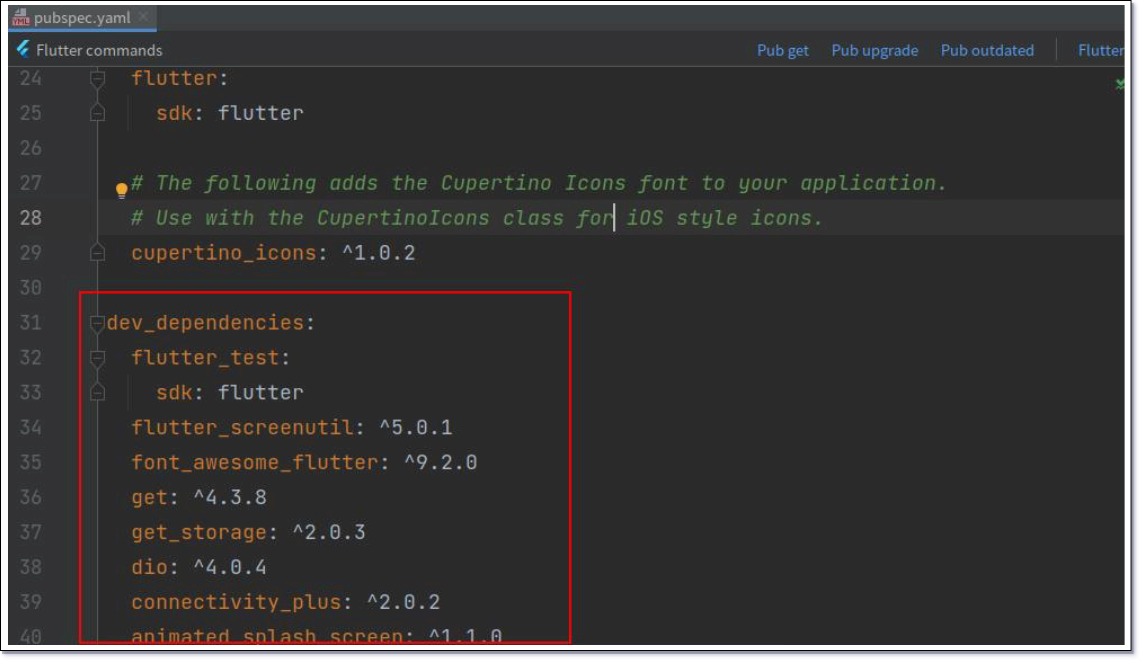 pubspec.yaml
Flutter commands
Pub get Pub upgrade Pub outdated Flutter
24 flutter:
25 sdk: flutter
26
27 # The following adds the Cupertino Icons font to your application.
28 # Use with the CupertinoIcons class for iOS style icons.
29 cupertino_icons: ^1.0.2
30
31 dev_dependencies:
32 flutter_test:
33 sdk: flutter
34 flutter_screenutil: ^5.0.1
35 font_awesome_flutter: ^9.2.0
36 get: ^4.3.8
37 get_storage: ^2.0.3
38 dio: ^4.0.4
39 connectivity_plus: ^2.0.2
40 animated_splash_screen: ^1.1.0